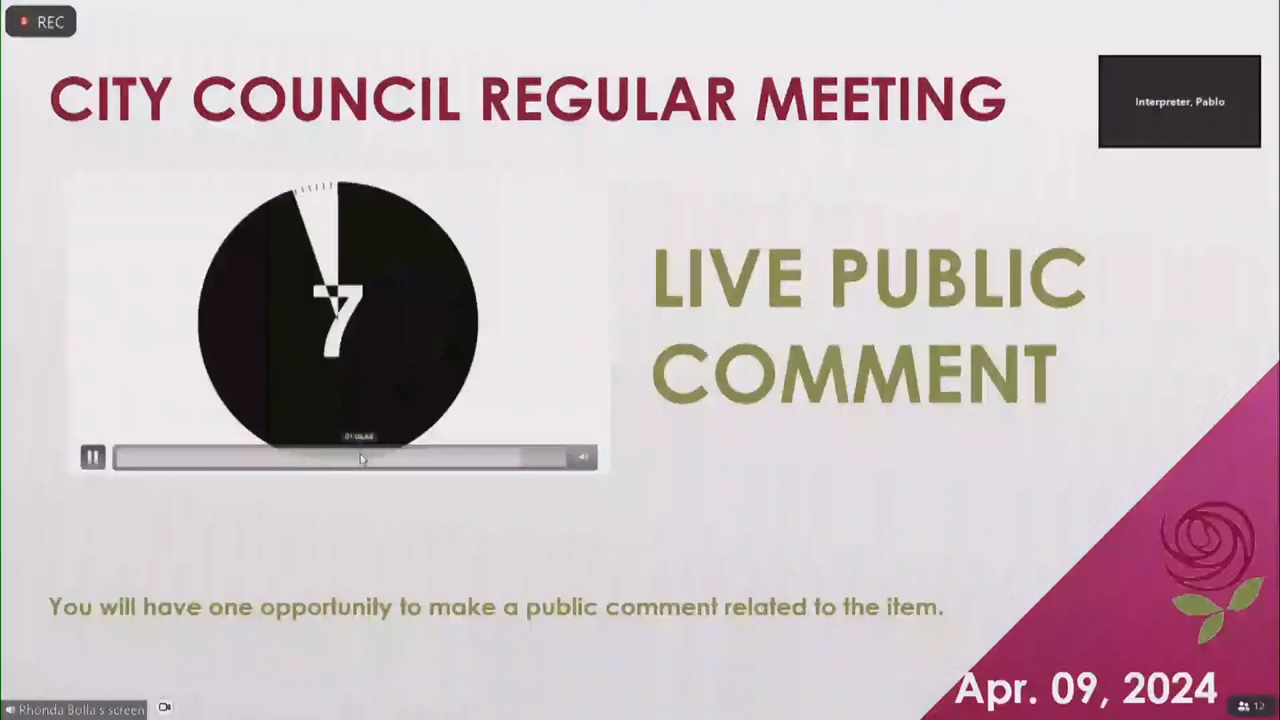 REC
CITY COUNCIL REGULAR MEETING
Interpreter, Pablo
7
LIVE PUBLIC
COMMENT
You will have one opportunity to make a public comment related to the item.
Apr. 09, 2024
Rhonda Bolla's screen
12